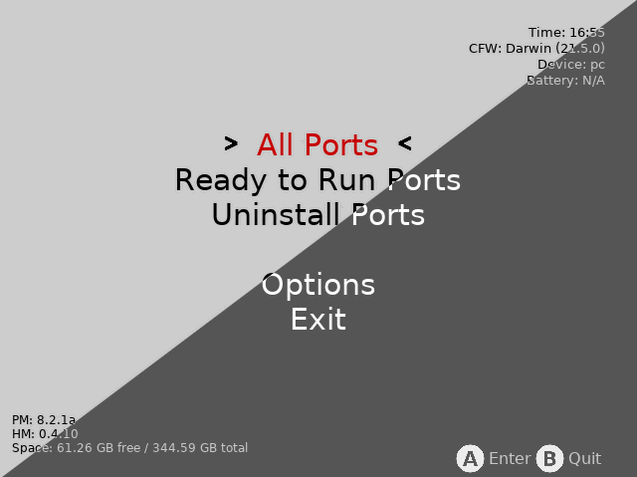 Time: 16:55
CFW: Darwin (21.5.0)
Device: pc
Battery: N/A
> All Ports <
Ready to Run Ports
Uninstall Ports
Options
Exit
PM: 8.2.1a
HM: 0.4.10
Space: 61.26 GB free / 344.59 GB total
A Enter B Quit